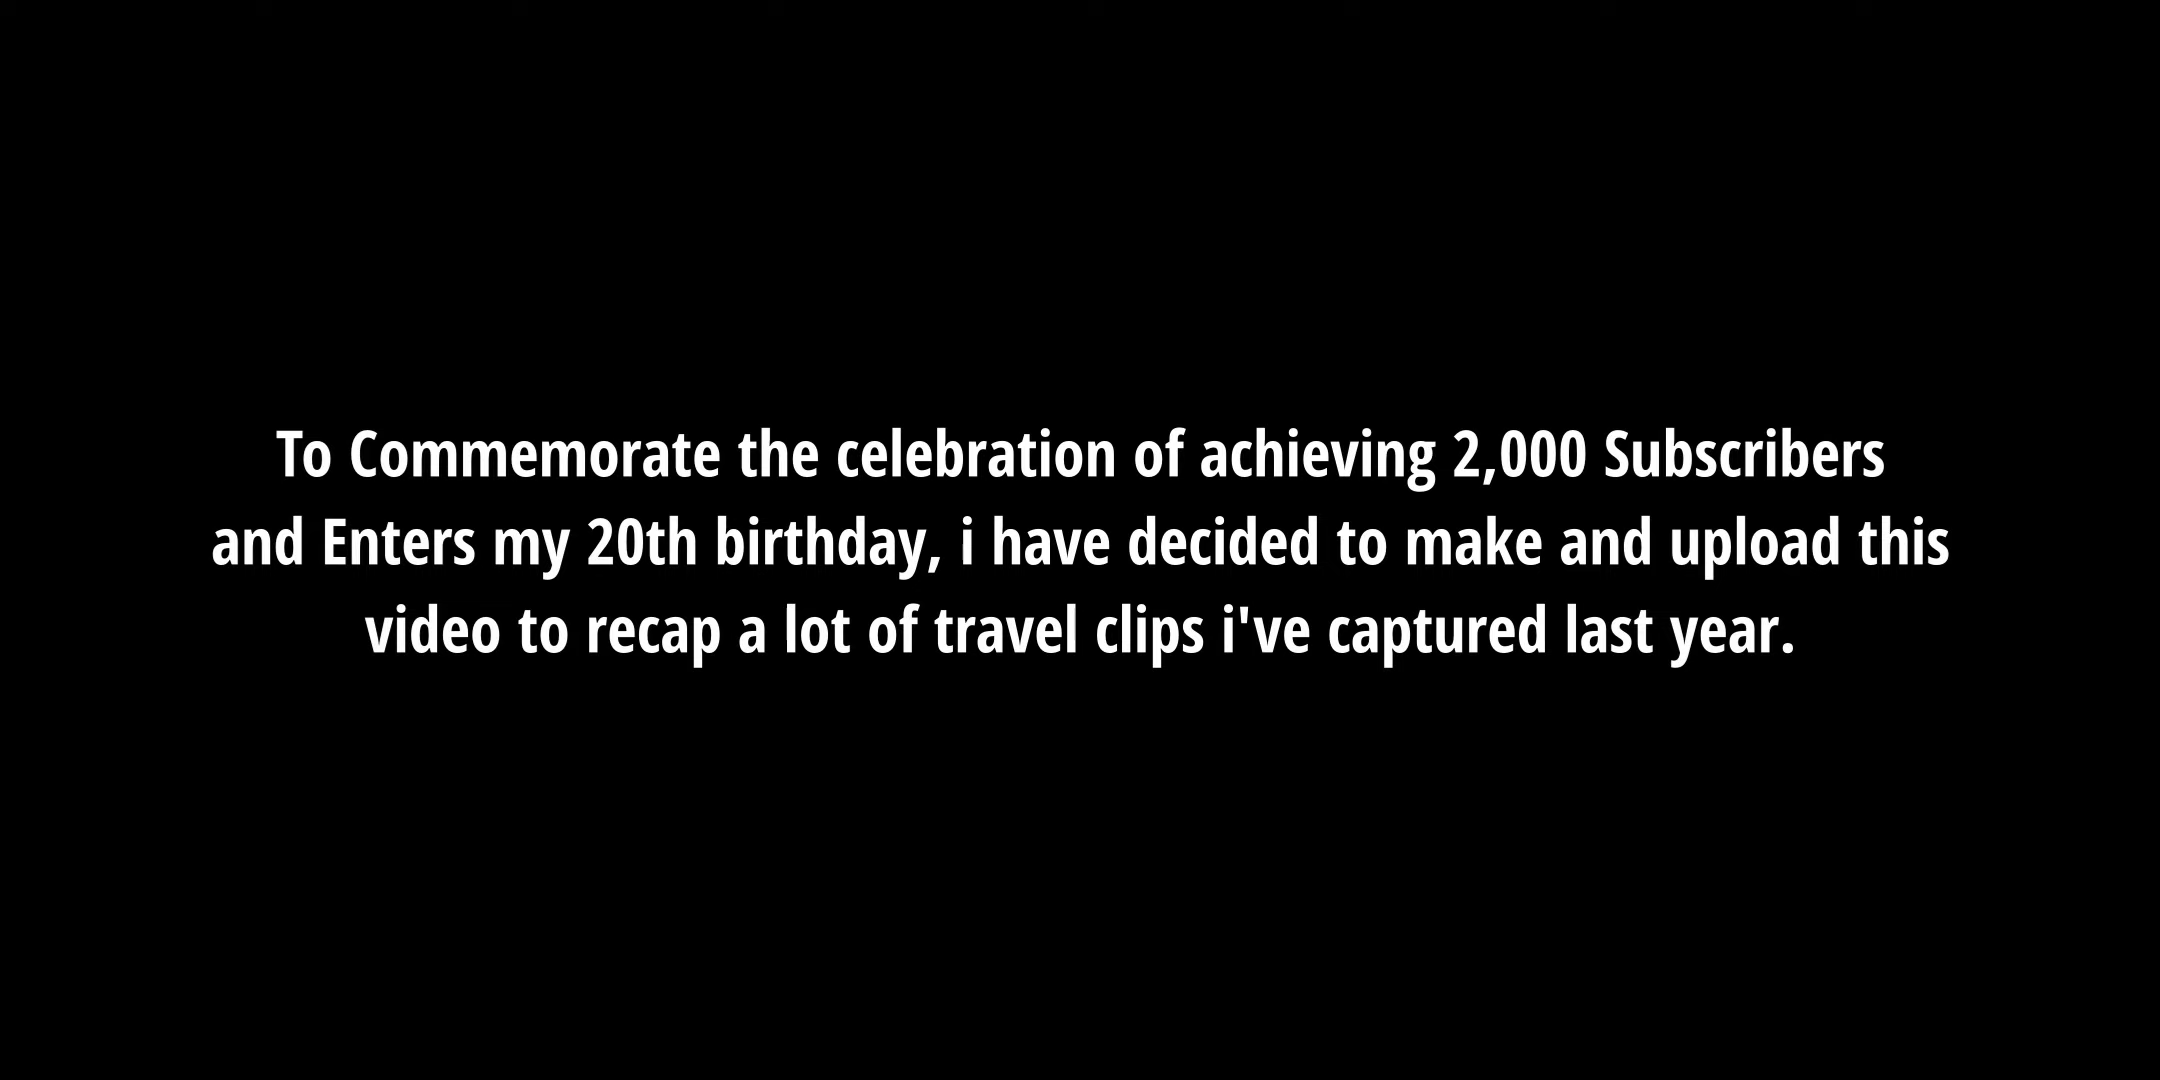 To Commemorate the celebration of achieving 2,000 Subscribers
and Enters my 20th birthday, i have decided to make and upload this
video to recap a lot of travel clips i've captured last year.